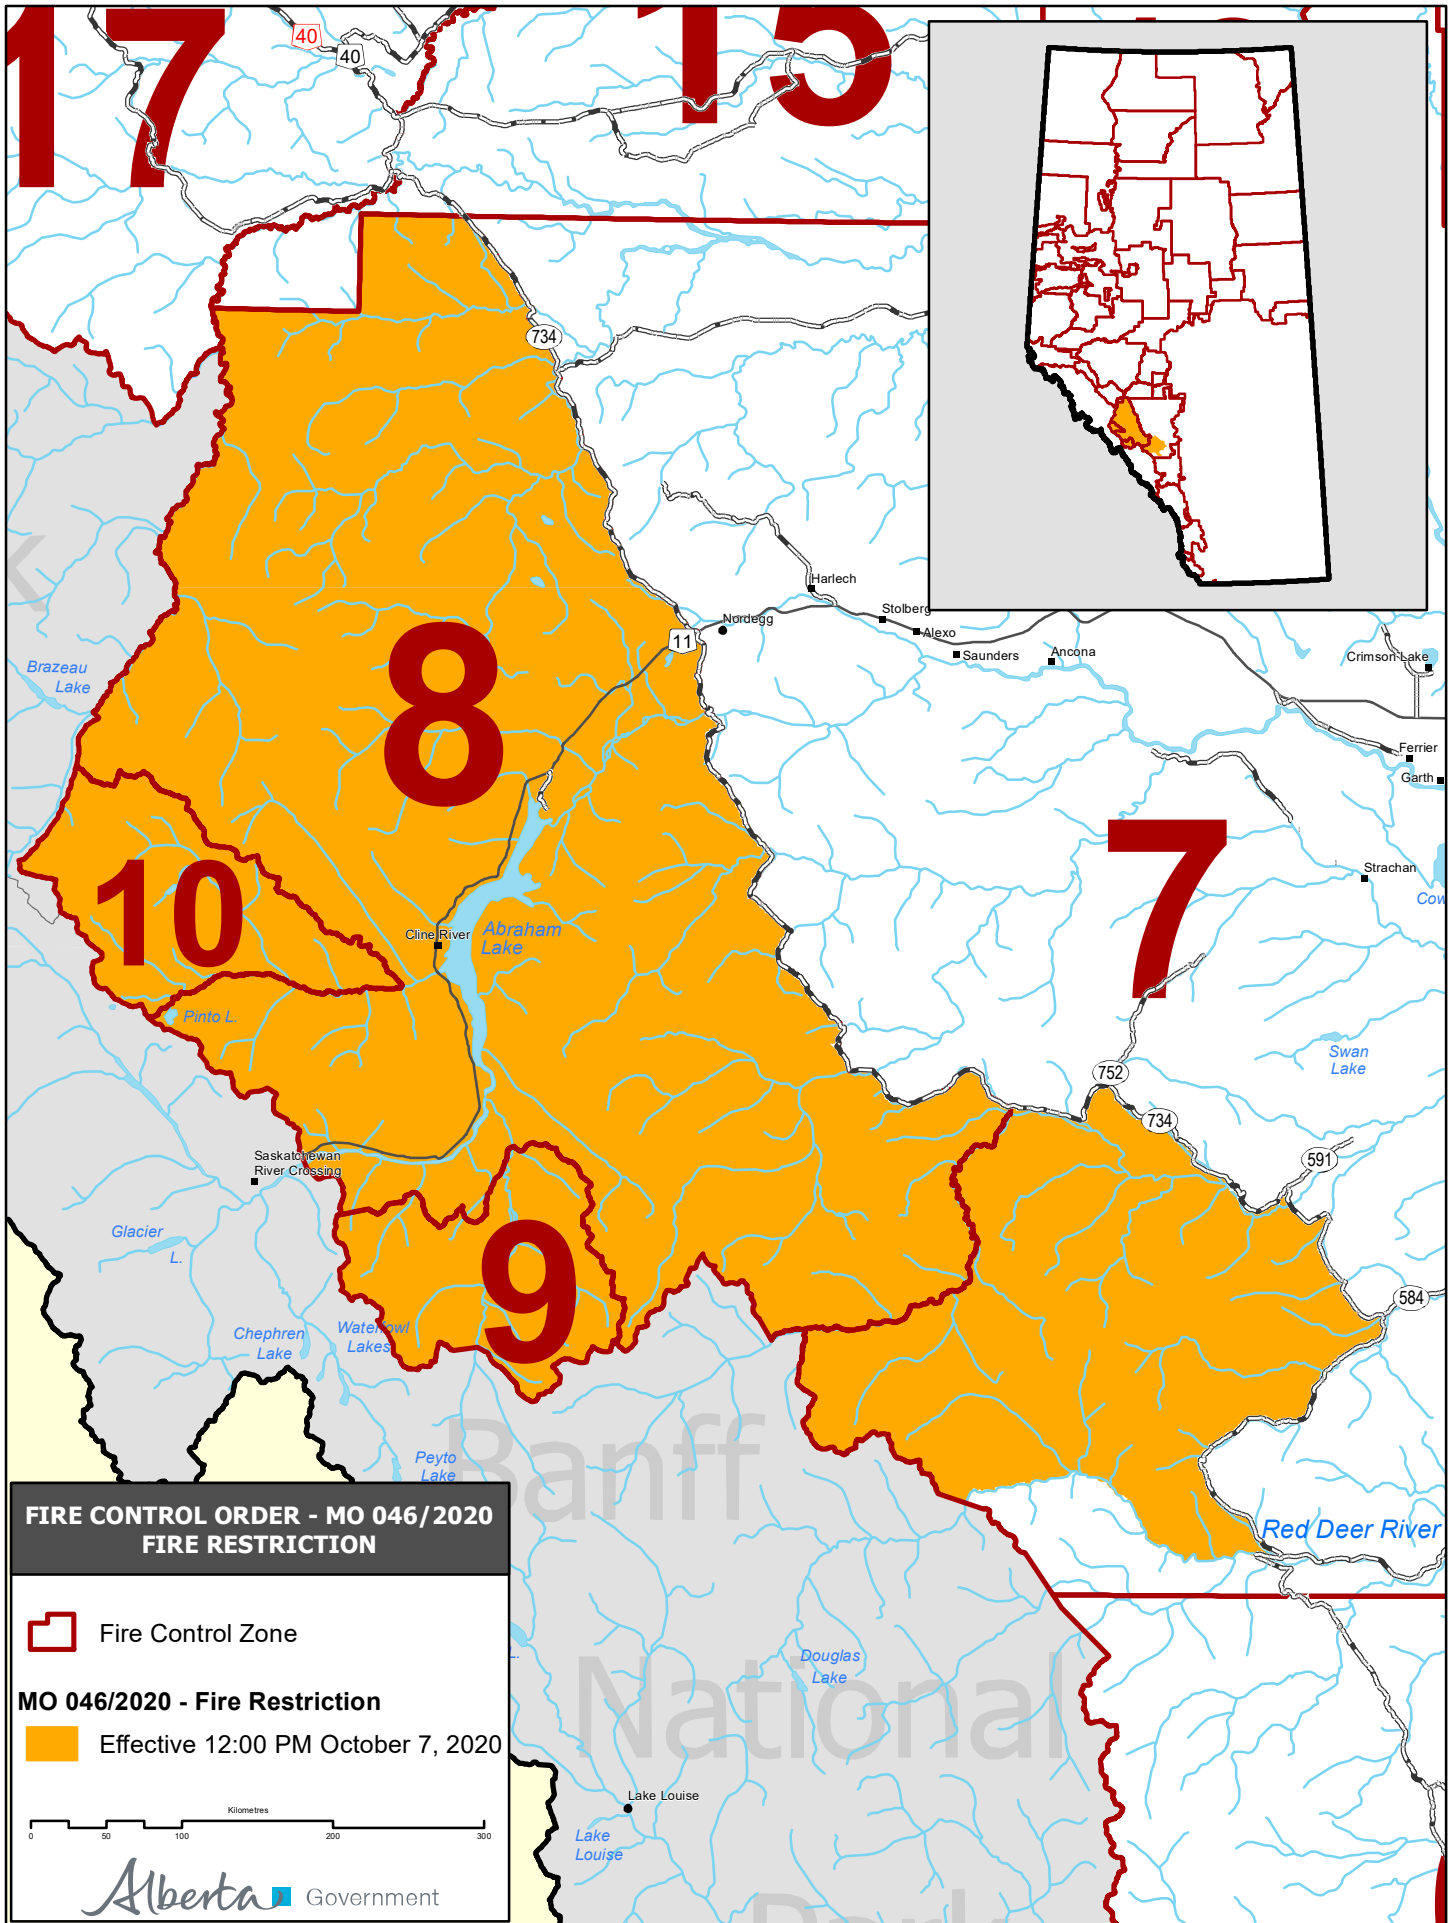 17
15
40
40
734
Harlech
Nordegg
Stolberg
Alexo
Saunders
Ancona
Crimson Lake
11
Brazeau
Lake
8
Ferrier
Garth
7
Strachan
Cow
10
Cline River
Abraham
Lake
Pinto L.
Swan
Lake
752
734
591
Saskatchewan
River Crossing
Glacier
L.
9
584
Chephren
Lake
Waterfowl
Lakes
Banff
Peyto
Lake
Red Deer River
FIRE CONTROL ORDER - MO 046/2020
FIRE RESTRICTION
Fire Control Zone
L.
Douglas
Lake
National
MO 046/2020 - Fire Restriction
Effective 12:00 PM October 7, 2020
Kilometres
0 50 100 200 300
Lake Louise
Lake
Louise
Alberta Government
Park